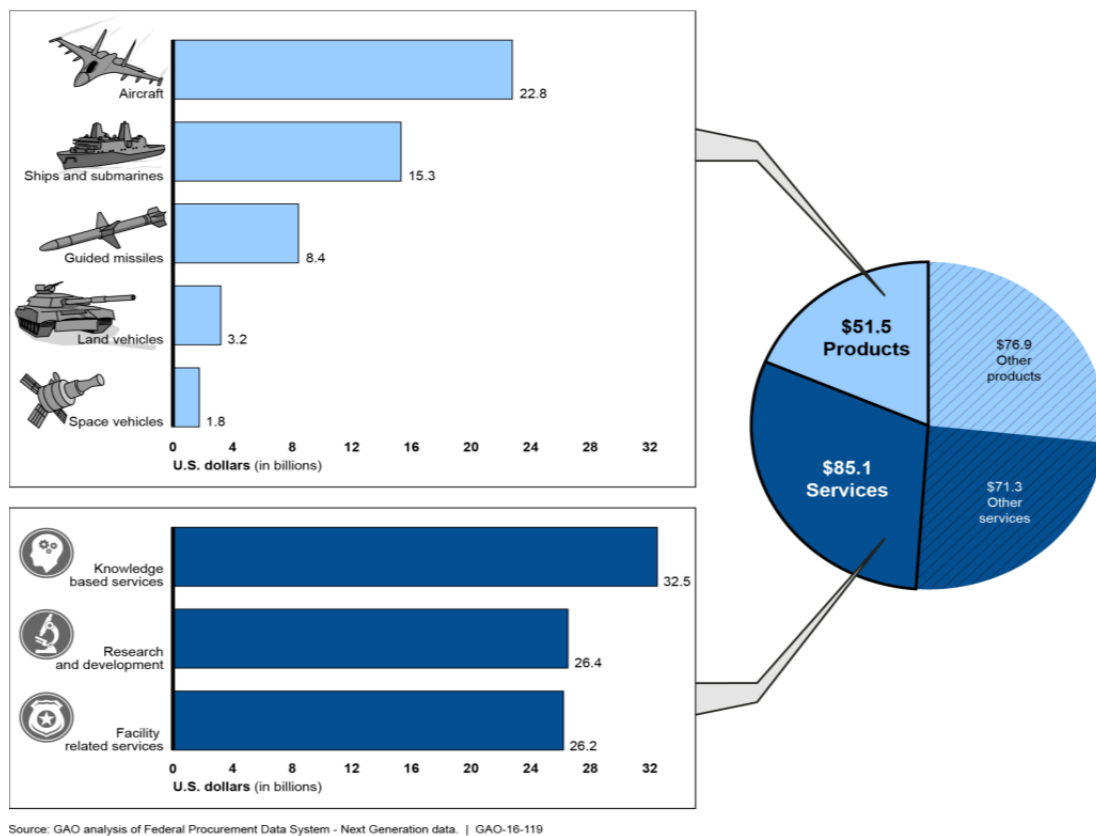 Aircraft
22.8
Ships and submarines
15.3
Guided missiles
8.4
Land vehicles
3.2
Space vehicles
1.8
0 4 8 12 16 20 24 28 32
U.S. dollars (in billions)
$51.5
Products
$76.9
Other
products
$85.1
Services
$71.3
Other
services
Knowledge
based services
32.5
Research
and development
26.4
Facility
related services
26.2
0 4 8 12 16 20 24 28 32
U.S. dollars (in billions)
Source: GAO analysis of Federal Procurement Data System - Next Generation data. | GAO-16-119